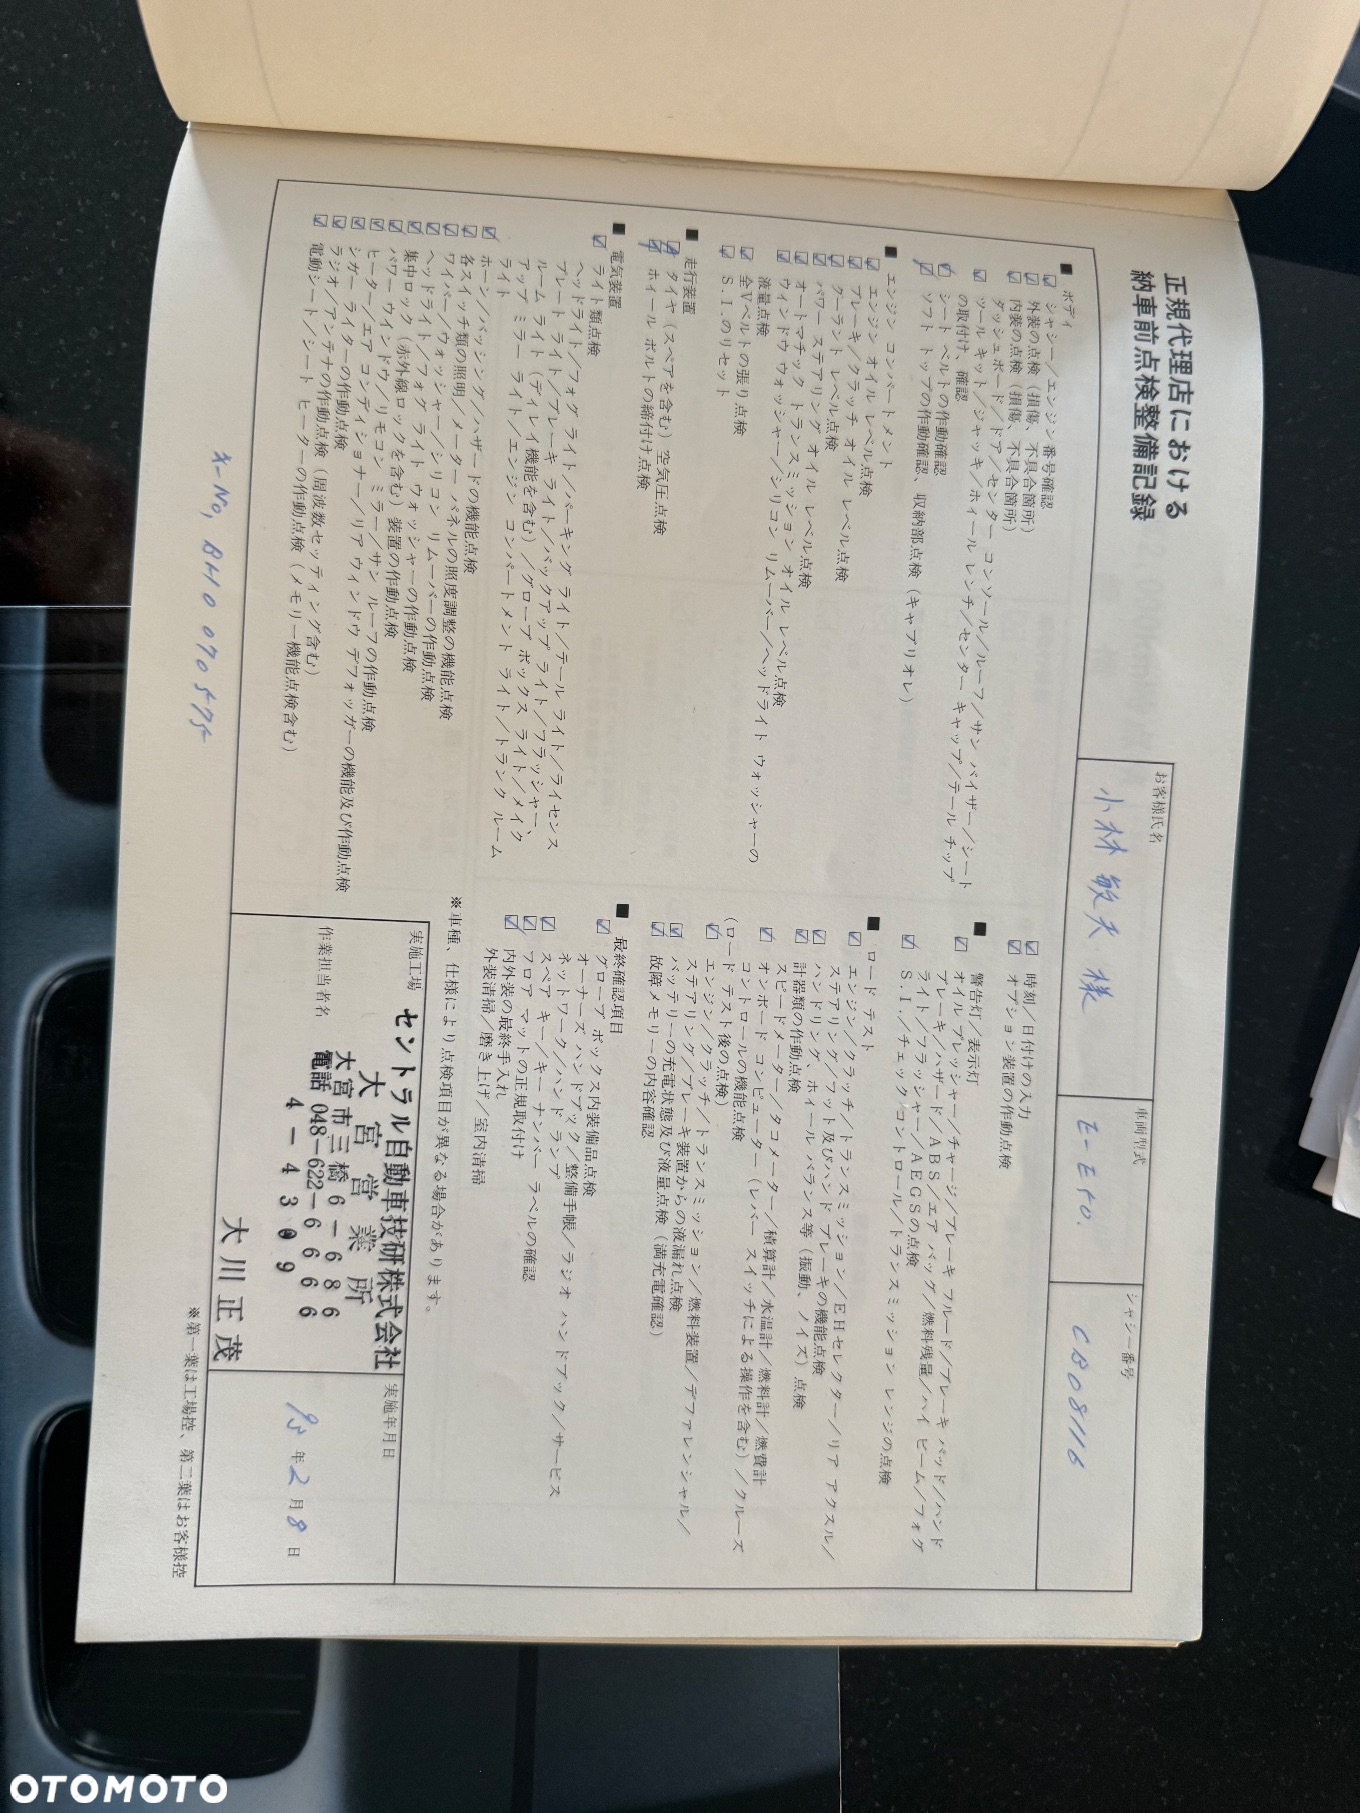 正規代理店における
納車前点検整備記録
お客様氏名
小林 敏夫 様
車両型式
E-E40
シャシー番号
CB08116
■ ボディ
シャシー／エンジン番号確認
外装の点検（損傷、不具合箇所）
内装の点検（損傷、不具合箇所）
ダッシュボード／ドア／センター コンソール／ルーフ／サン バイザー／シート
ツール キット／ジャッキ／ホィール レンチ／センター キャップ／テール チップ
の取付け、確認
シート ベルトの作動確認
ソフト トップの作動確認、収納部点検（キャブリオレ）
■ エンジン コンパートメント
エンジン オイル レベル点検
ブレーキ／クラッチ オイル レベル点検
クーラント レベル点検
パワー ステアリング オイル レベル点検
オートマチック トランスミッション オイル レベル点検
ウィンドウ ウォッシャー／シリコン リムーバー／ヘッドライト ウォッシャーの
液量点検
全Vベルトの張り点検
S.I.のリセット
■ 走行装置
タイヤ（スペアを含む）空気圧点検
ホィール ボルトの締付け点検
■ 電気装置
ライト類点検
ヘッドライト／フォグ ライト／パーキング ライト／テール ライト／ライセンス
プレート ライト／ブレーキ ライト／バックアップ ライト／フラッシャー、
ルーム ライト（ディレイ機能を含む）／グローブ ボックス ライト／メイク
アップ ミラー ライト／エンジン コンパートメント ライト／トランク ルーム
ライト
ホーン／パッシング／ハザードの機能点検
各スイッチ類の照明／メーター パネルの照度調整の機能点検
ワイパー／ウォッシャー／シリコン リムーバーの作動点検
ヘッドライト／フォグ ライト ウォッシャーの作動点検
集中ロック（赤外線ロックを含む）装置の作動点検
パワー ウインドウ／リモコン ミラー／サン ルーフの作動点検
ヒーター／エア コンディショナー／リア ウィンドウ デフォッガーの機能及び作動点検
シガー ライターの作動点検
ラジオ／アンテナの作動点検（周波数セッティング含む）
電動シート／シート ヒーターの作動点検（メモリー機能点検含む）
時刻／日付けの入力
オプション装置の作動点検
■ 警告灯／表示灯
オイル プレッシャー／チャージ／ブレーキ フルード／ブレーキ パッド／ハンド
ブレーキ／ハザード／ABS／エア バッグ／燃料残量／ハイ ビーム／フォグ
ライト／フラッシャー／AEGSの点検
S.I.／チェック コントロール／トランスミッション レンジの点検
■ ロード テスト
エンジン／クラッチ／トランスミッション／EHセレクター／リア アクスル／
ステアリング／フット及びハンド ブレーキの機能点検
ハンドリング、ホィール バランス等（振動、ノイズ）点検
計器類の作動点検
スピードメーター／タコメーター／積算計／水温計／燃料計／燃費計
オンボード コンピューター（レバー スイッチによる操作を含む）／クルーズ
コントロールの機能点検
（ロード テスト後の点検）
エンジン／クラッチ／トランスミッション／燃料装置／デファレンシャル／
ステアリング／ブレーキ装置からの液漏れ点検
バッテリーの充電状態及び液量点検（満充電確認）
故障メモリーの内容確認
■ 最終確認項目
グローブ ボックス内装備品点検
オーナーズ ハンドブック／整備手帳／ラジオ ハンドブック／サービス
ネットワーク／ハンド ランプ
スペア キー／キー ナンバー ラベルの確認
フロア マットの正規取付け
内外装の最終手入れ
外装清掃／磨き上げ／室内清掃
※車種、仕様により点検項目が異なる場合があります。
実施工場
セントラル自動車技研株式会社
大宮営業所
大宮市三橋6-686
電話 048-622-6666
作業担当者名
大川正茂
実施年月日
95年2月8日
キーNo, BH0070575
※第一葉は工場控、第二葉はお客様控
OTOMOTO